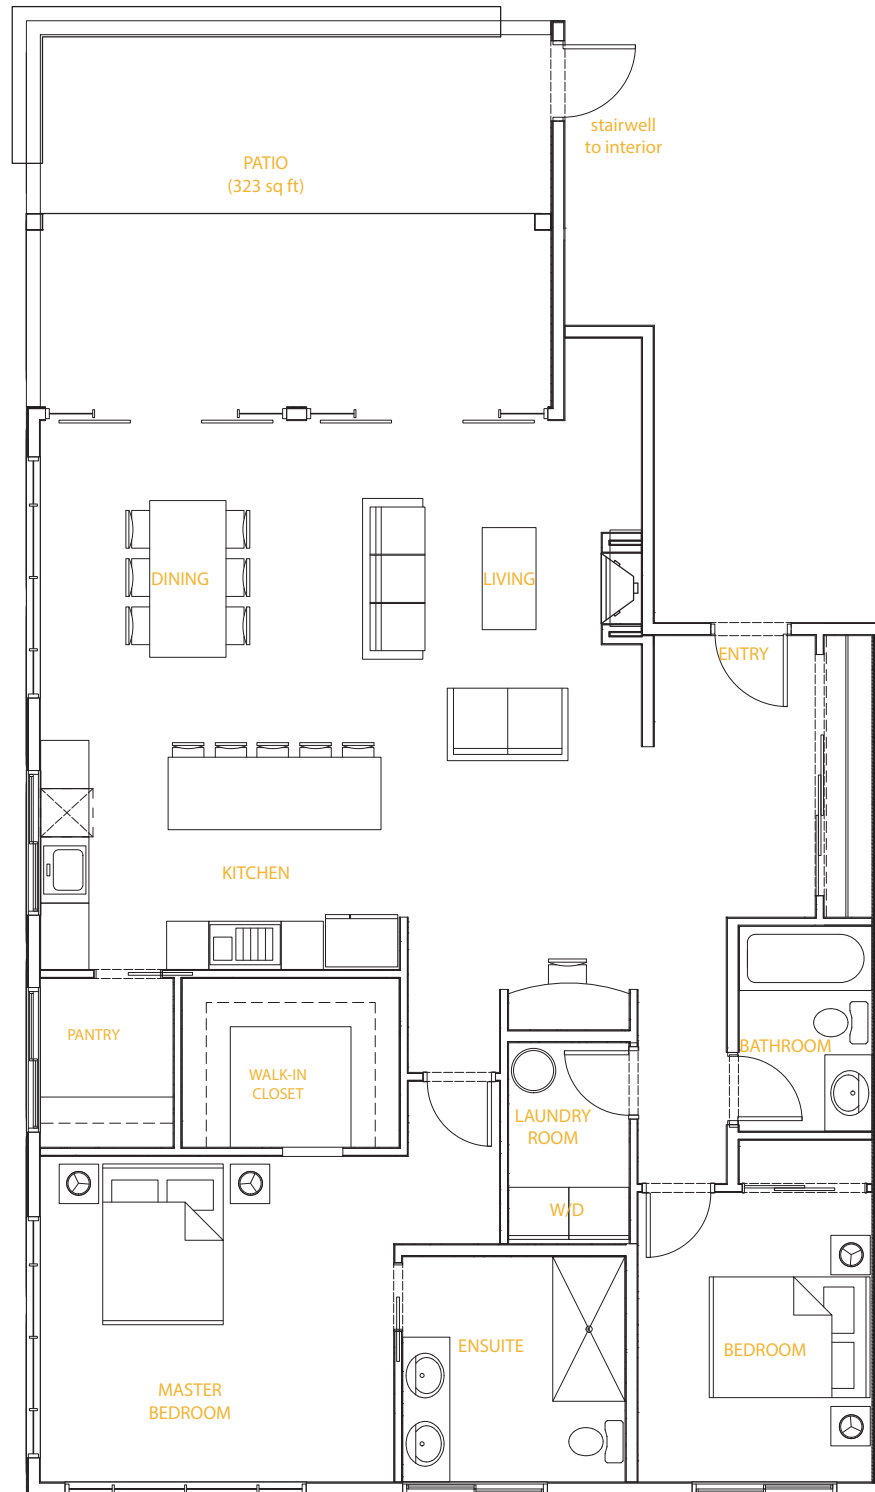 stairwell
to interior
PATIO
(323 sq ft)
DINING
LIVING
ENTRY
KITCHEN
PANTRY
WALK-IN
CLOSET
BATHROOM
LAUNDRY
ROOM
W/D
ENSUITE
BEDROOM
MASTER
BEDROOM